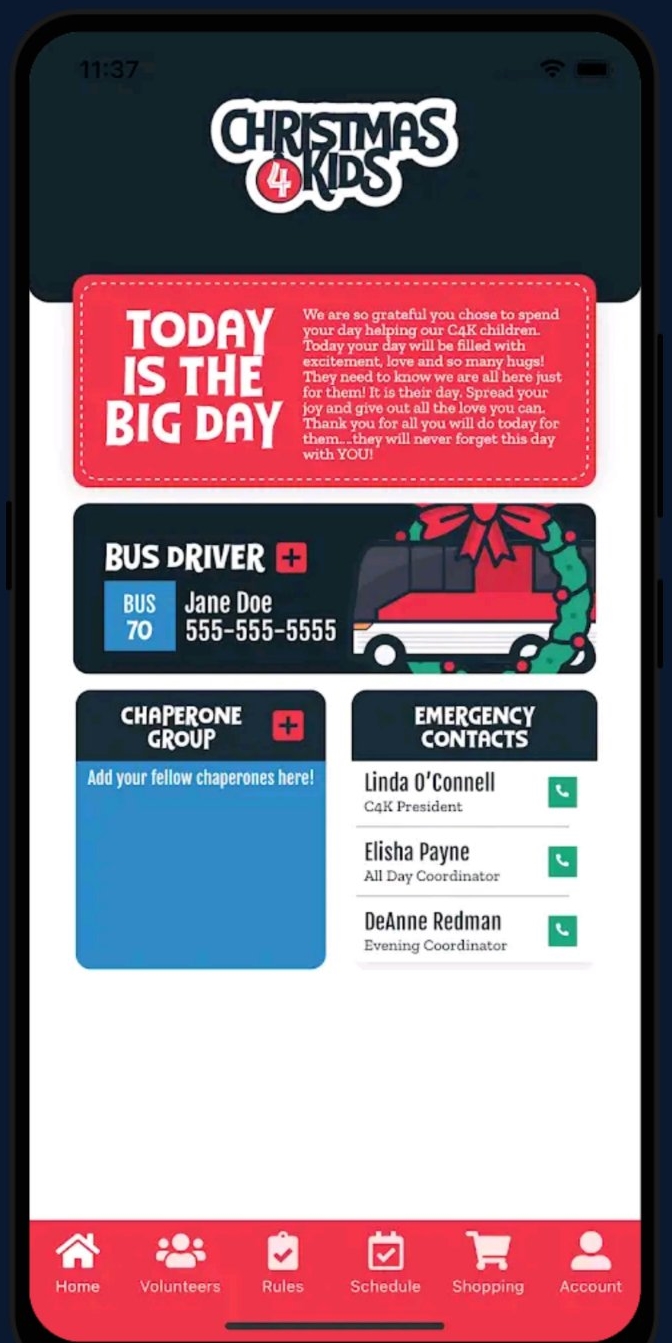 11:37
CHRISTMAS
4 KIDS
TODAY
IS THE
BIG DAY
We are so grateful you chose to spend
your day helping our C4K children.
Today your day will be filled with
excitement, love and so many hugs!
They need to know we are all here just
for them! It is their day. Spread your
joy and give out all the love you can.
Thank you for all you will do today for
them...they will never forget this day
with YOU!
BUS DRIVER
BUS
70
Jane Doe
555-555-5555
CHAPERONE
GROUP
Add your fellow chaperones here!
EMERGENCY
CONTACTS
Linda O'Connell
C4K President
Elisha Payne
All Day Coordinator
DeAnne Redman
Evening Coordinator
Home
Volunteers
Rules
Schedule
Shopping
Account